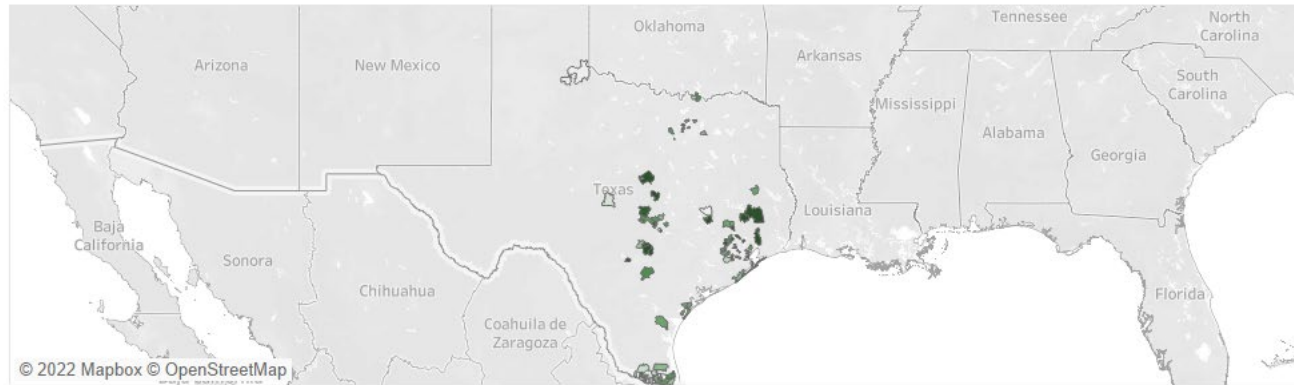 Tennessee
North
Carolina
Oklahoma
Arkansas
Arizona
New Mexico
South
Carolina
Mississippi
Alabama
Georgia
Texas
Louisiana
Baja
California
Sonora
Chihuahua
Florida
Coahuila de
Zaragoza
© 2022 Mapbox © OpenStreetMap